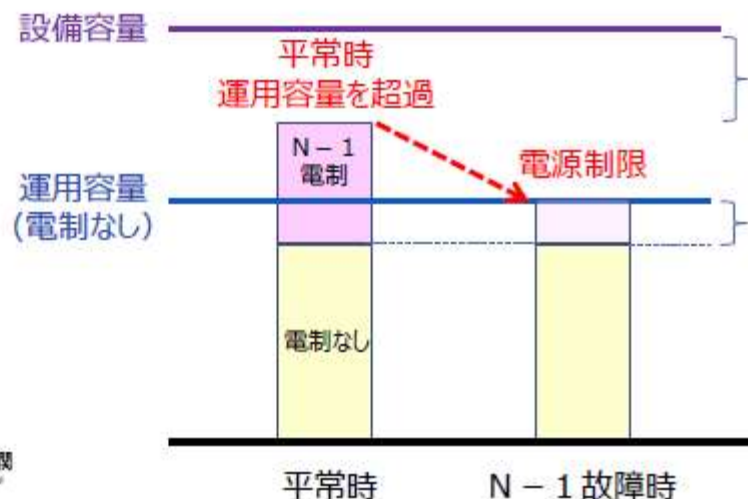 設備容量
平常時
運用容量を超過
N-1
電制
電源制限
運用容量
(電制なし)
電制なし
関
平常時
N-1故障時